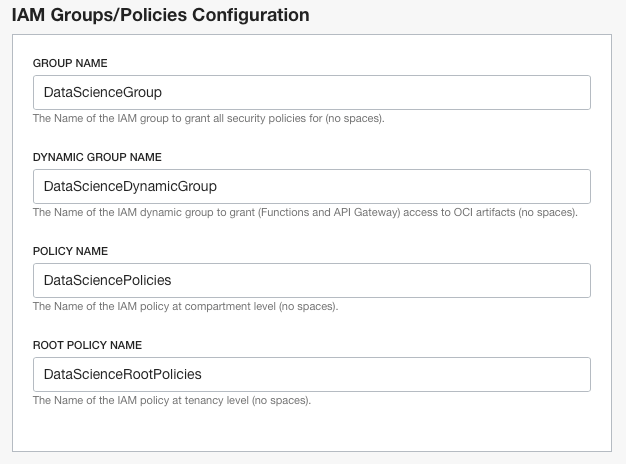 IAM Groups/Policies Configuration
GROUP NAME
DataScienceGroup
The Name of the IAM group to grant all security policies for (no spaces).
DYNAMIC GROUP NAME
DataScienceDynamicGroup
The Name of the IAM dynamic group to grant (Functions and API Gateway) access to OCI artifacts (no spaces).
POLICY NAME
DataSciencePolicies
The Name of the IAM policy at compartment level (no spaces).
ROOT POLICY NAME
DataScienceRootPolicies
The Name of the IAM policy at tenancy level (no spaces).